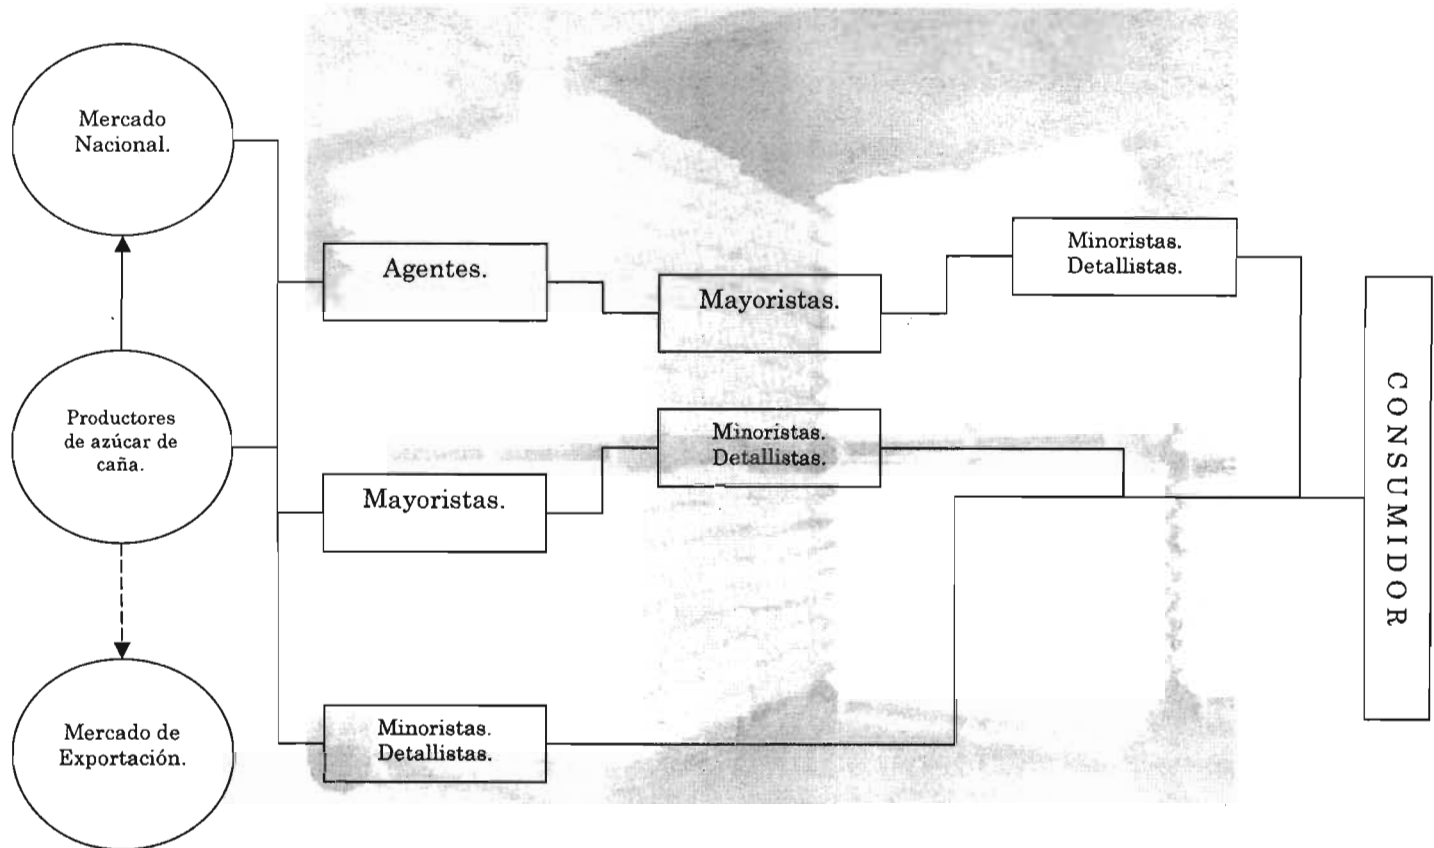 Mercado
Nacional.
Agentes.
Mayoristas.
Minoristas.
Detallistas.
Productores
de azúcar de
caña.
Mayoristas.
Minoristas.
Detallistas.
CONSUMIDOR
Mercado de
Exportación.
Minoristas.
Detallistas.